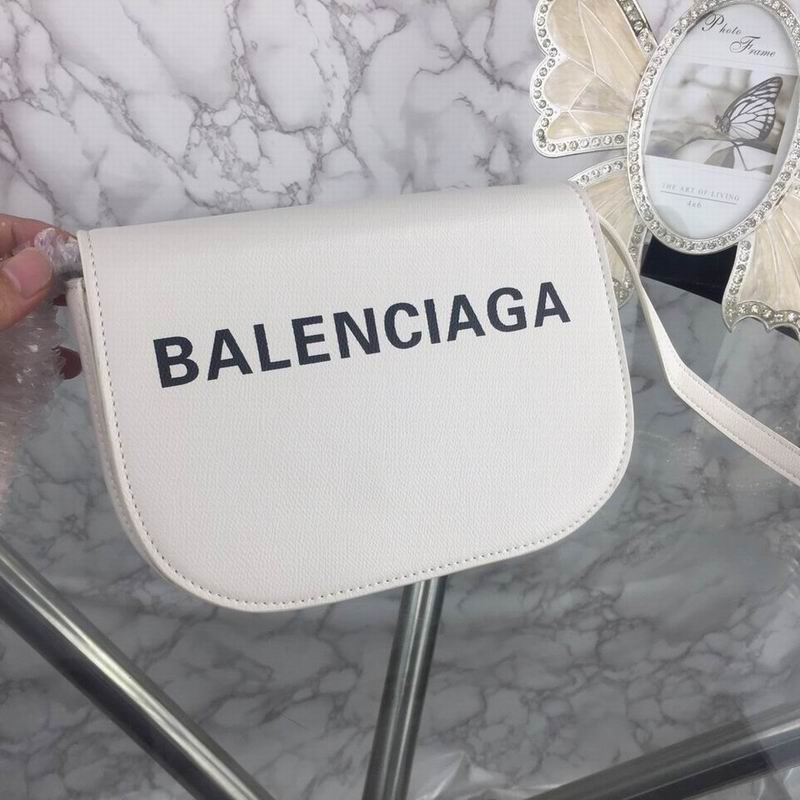 Photo
Frame
THE ART OF LIVING
4x6
BALENCIAGA